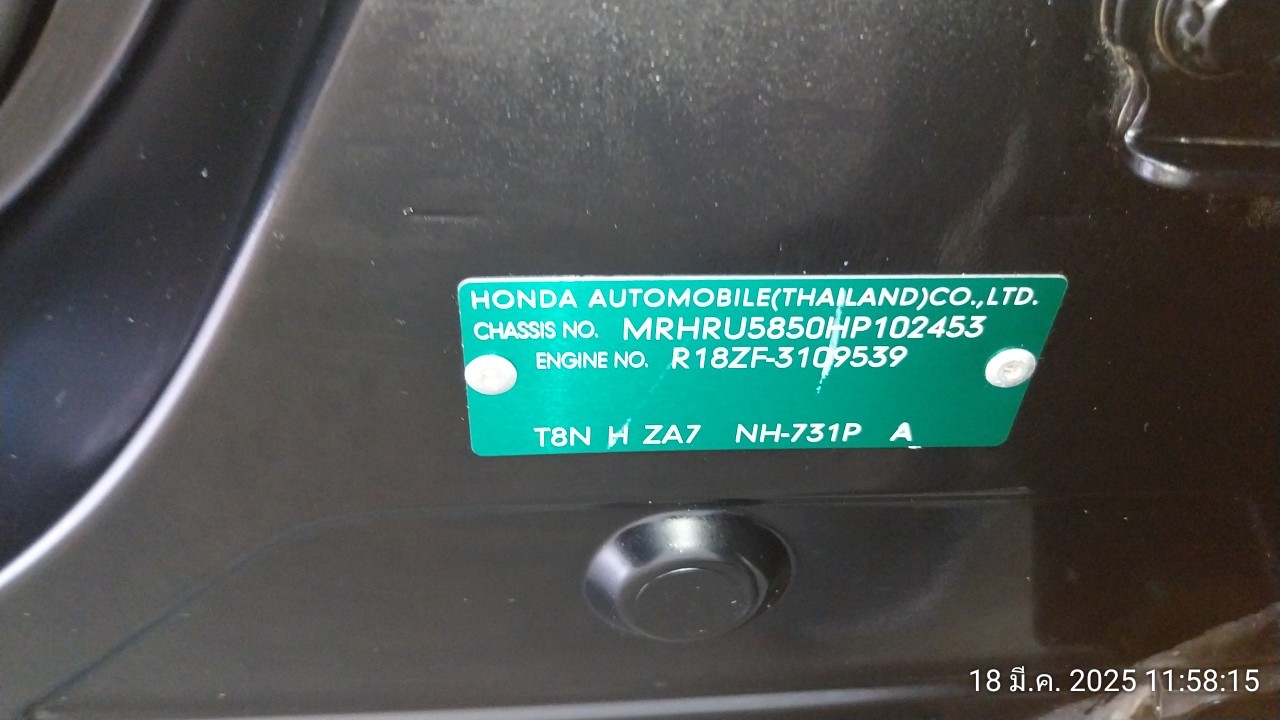 HONDA AUTOMOBILE(THAILAND)CO.,LTD.
CHASSIS NO. MRHRU5850HP102453
ENGINE NO. R18ZF-3109539
T8N H ZA7 NH-731P A
18 มี.ค. 2025 11:58:15